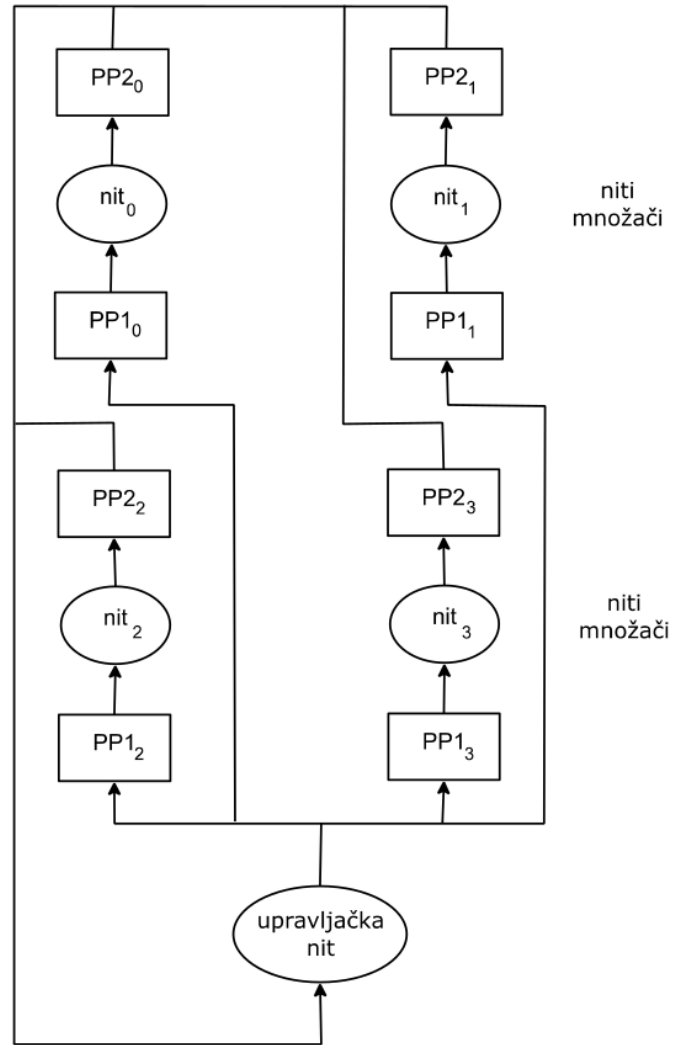 PP2₀
PP2₁
nit₀
nit₁
niti
množači
PP1₀
PP1₁
PP2₂
PP2₃
nit₂
nit₃
niti
množači
PP1₂
PP1₃
upravljačka
nit